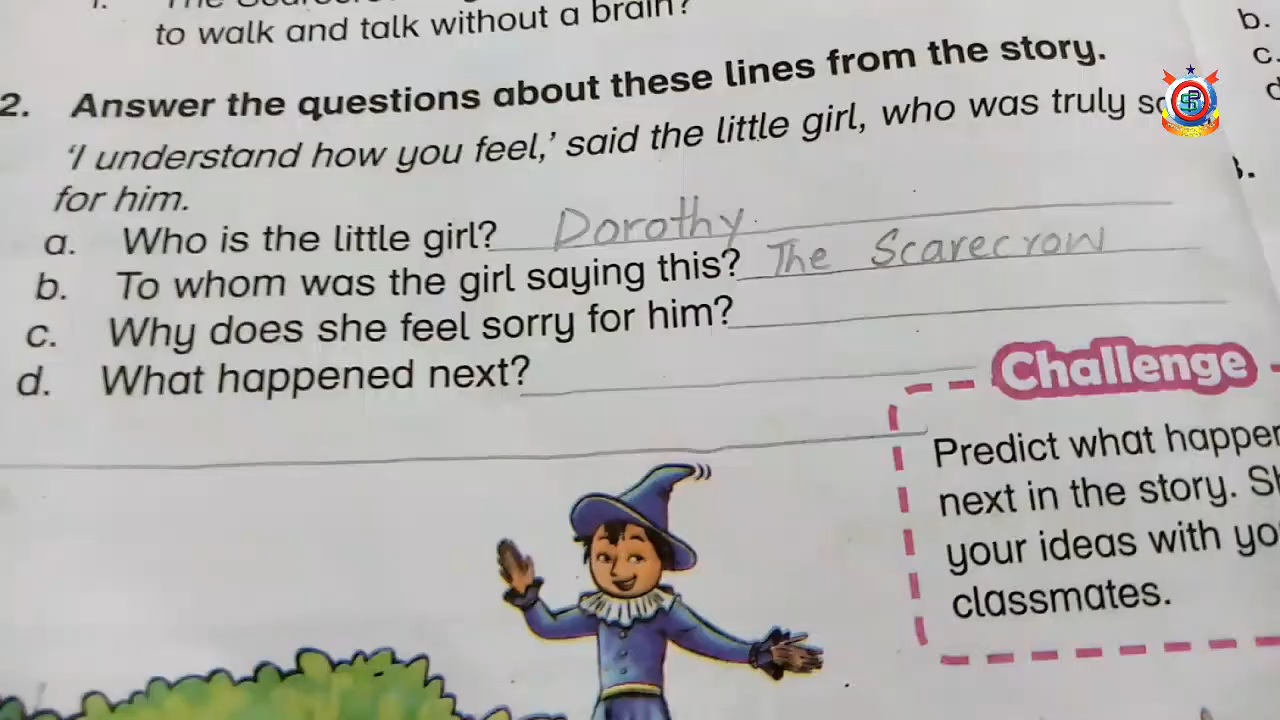 to walk and talk without a brain?
2. Answer the questions about these lines from the story.
'I understand how you feel,' said the little girl, who was truly
for him.
a. Who is the little girl? Dorothy.
b. To whom was the girl saying this? The Scarecrow
c. Why does she feel sorry for him?
d. What happened next?
Challenge
Predict what happen
next in the story. Sh
your ideas with yo
classmates.
b.
c.